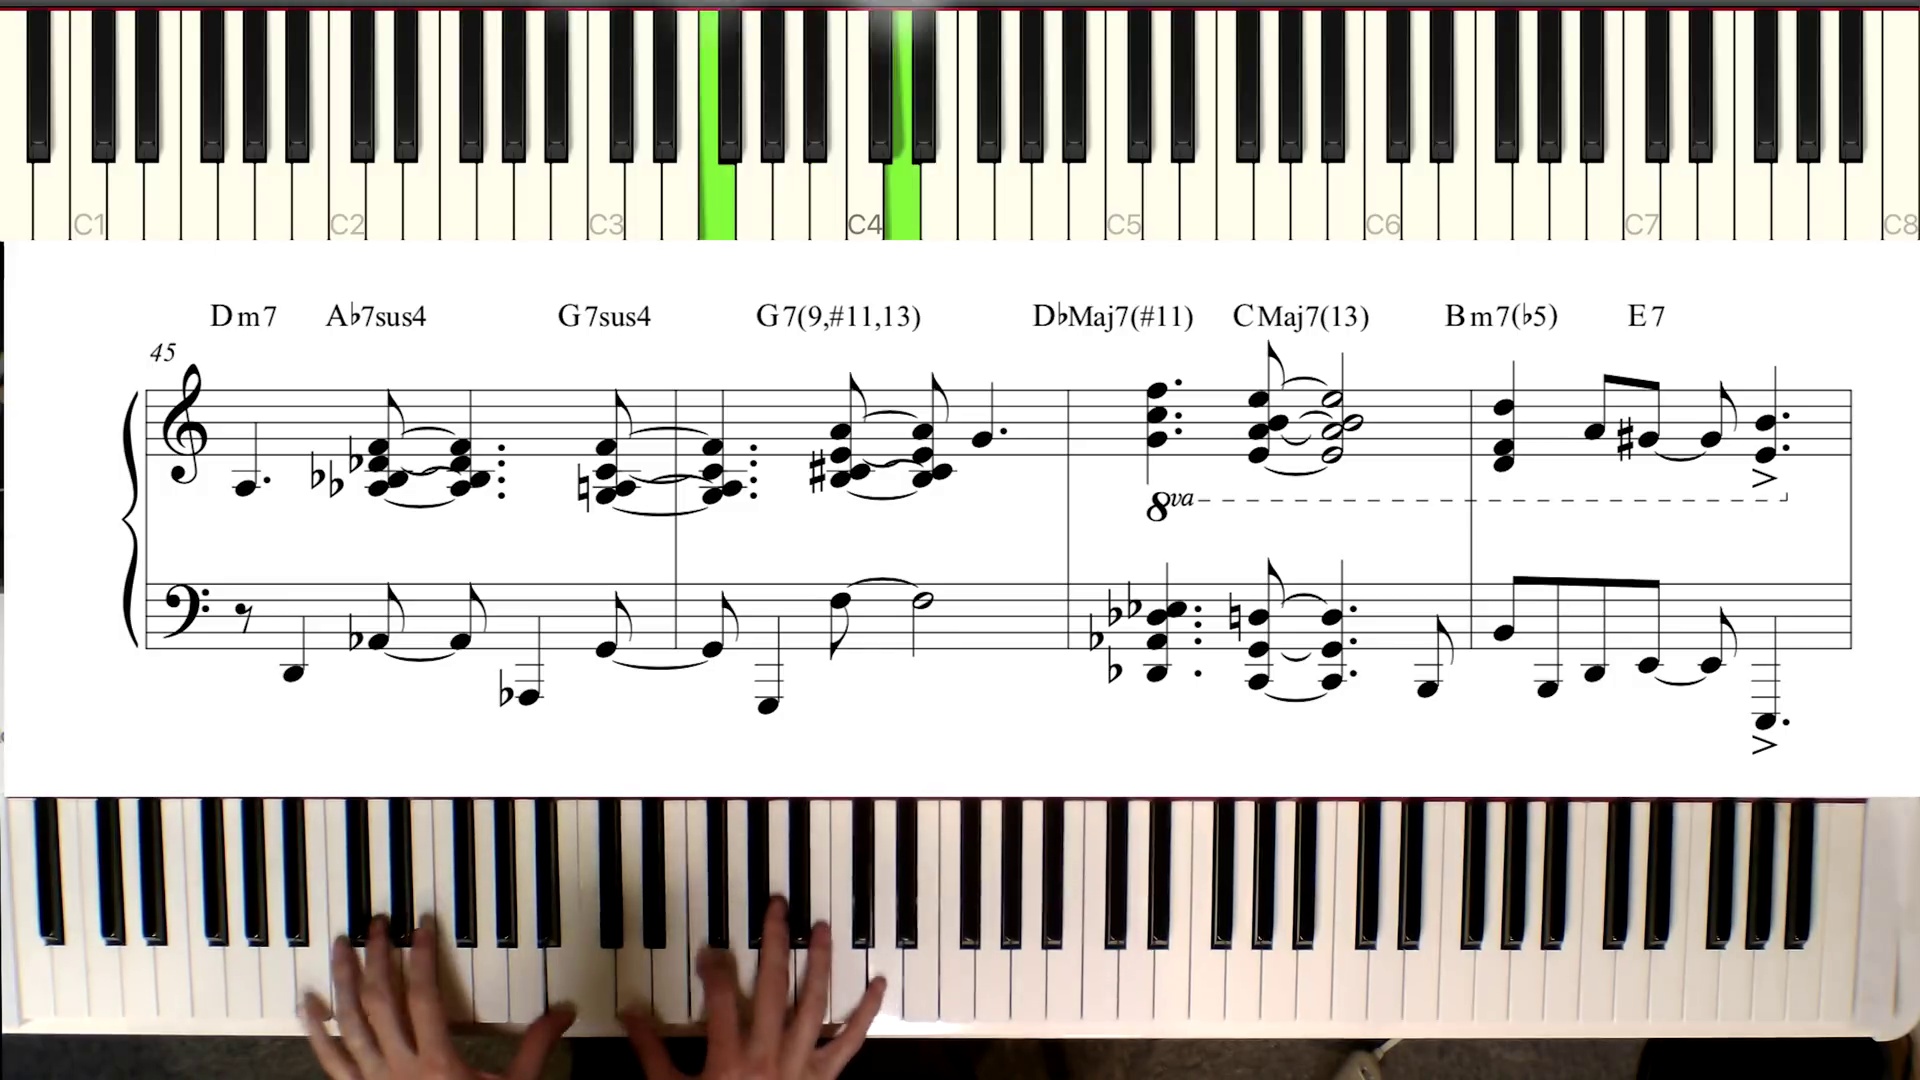 C1 C2 C3 C4 C5 C6 C7 C8
Dm7 A♭7sus4 G7sus4 G7(9,#11,13) D♭Maj7(#11) CMaj7(13) Bm7(♭5) E7
45
8va